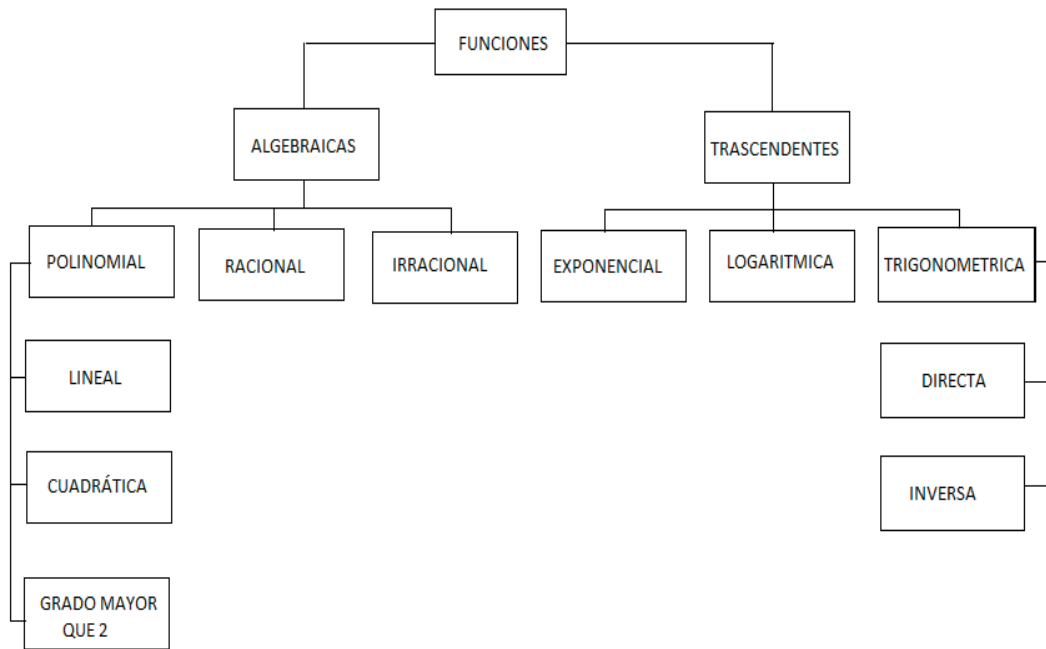 FUNCIONES
ALGEBRAICAS
TRASCENDENTES
POLINOMIAL
RACIONAL
IRRACIONAL
EXPONENCIAL
LOGARITMICA
TRIGONOMETRICA
LINEAL
DIRECTA
CUADRÁTICA
INVERSA
GRADO MAYOR
QUE 2